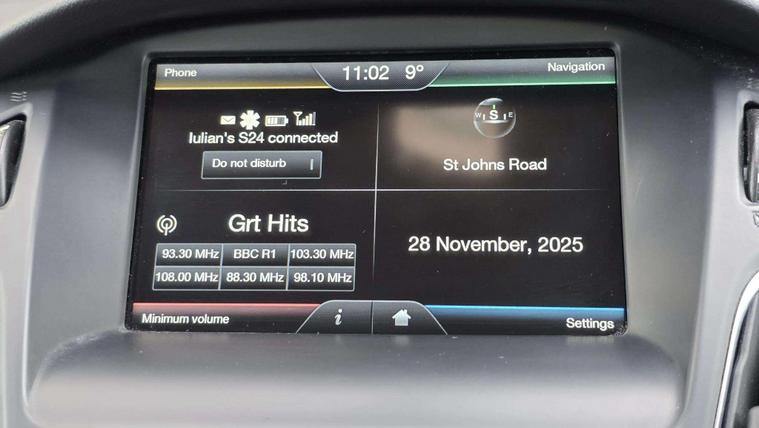 Phone
11:02 9°
Navigation
Iulian's S24 connected
Do not disturb
W S E
St Johns Road
Grt Hits
93.30 MHz BBC R1 103.30 MHz
108.00 MHz 88.30 MHz 98.10 MHz
28 November, 2025
Minimum volume
i
Settings